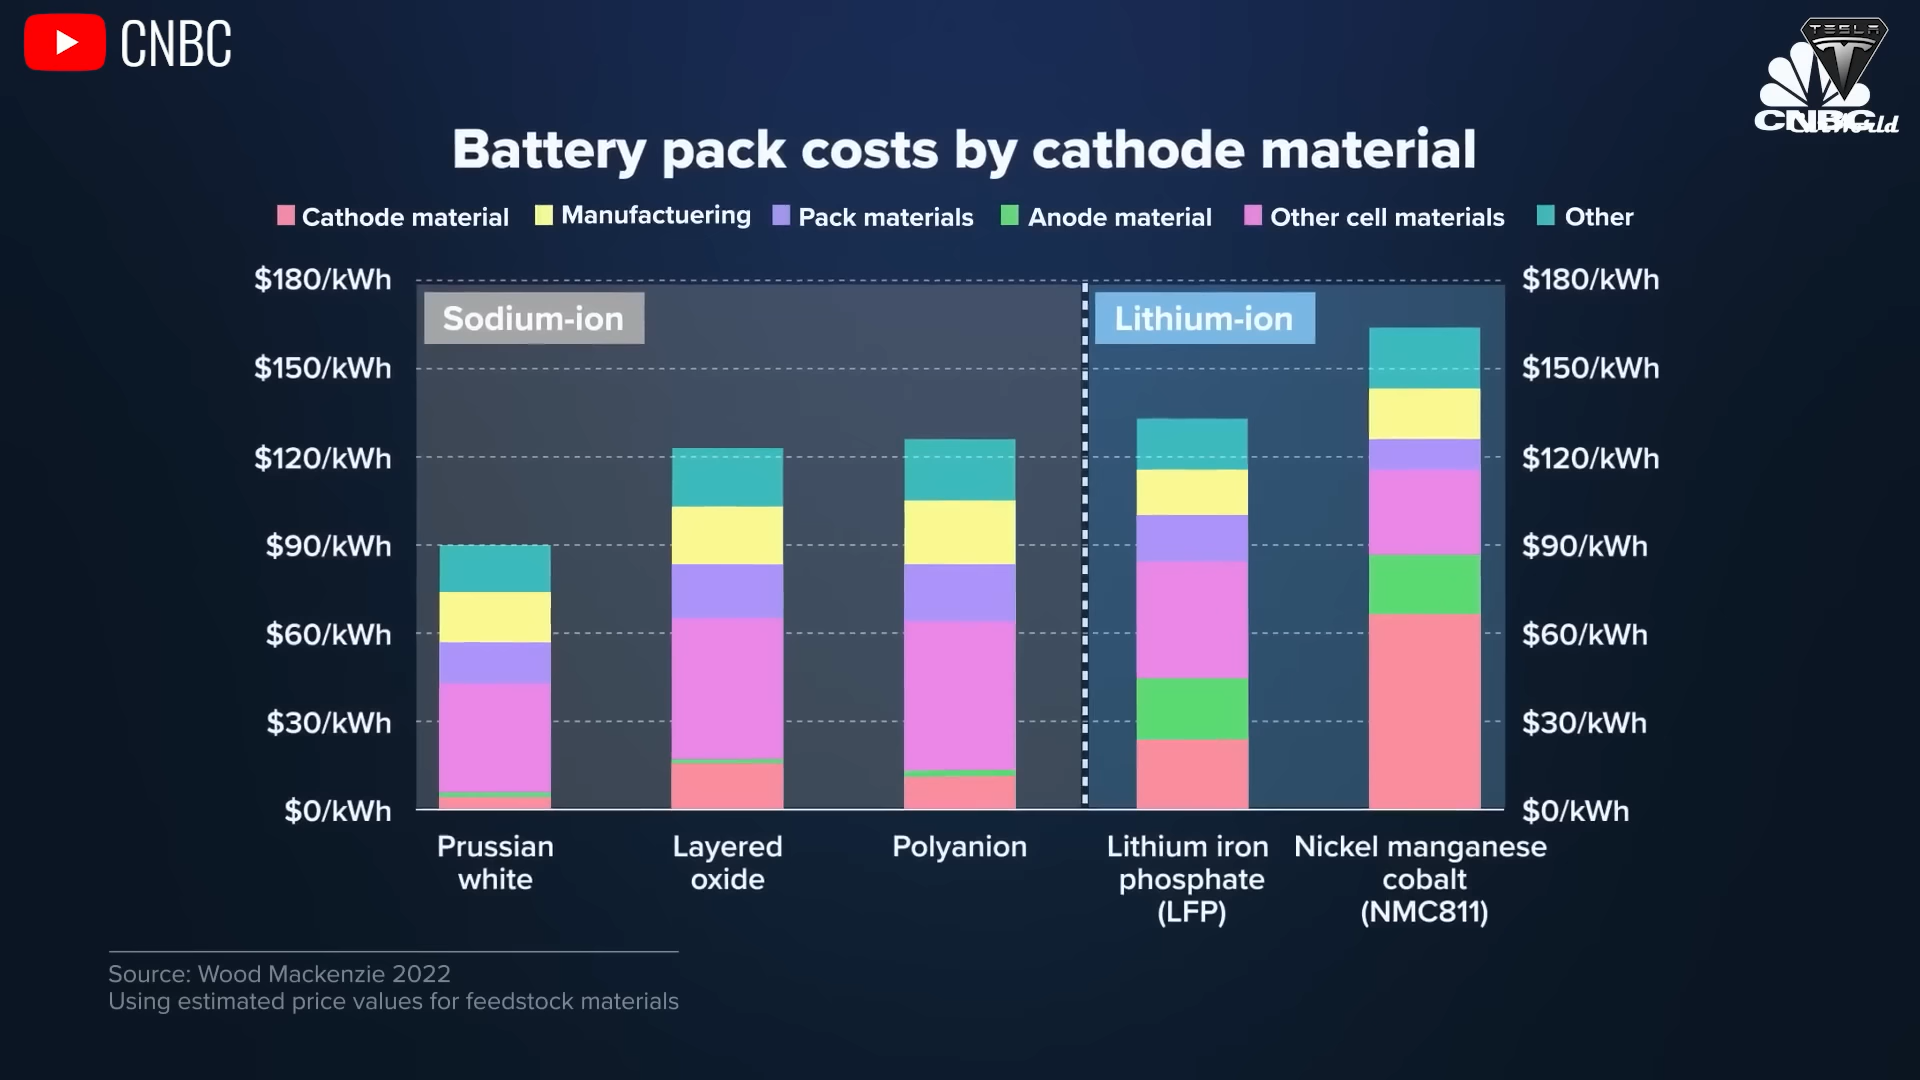 CNBC
TESLA
CNBC
Battery pack costs by cathode material
Cathode material Manufactuering Pack materials Anode material Other cell materials Other
$180/kWh $180/kWh
Sodium-ion Lithium-ion
$150/kWh $150/kWh
$120/kWh $120/kWh
$90/kWh $90/kWh
$60/kWh $60/kWh
$30/kWh $30/kWh
$0/kWh $0/kWh
Prussian
white
Layered
oxide
Polyanion
Lithium iron
phosphate
(LFP)
Nickel manganese
cobalt
(NMC811)
Source: Wood Mackenzie 2022
Using estimated price values for feedstock materials